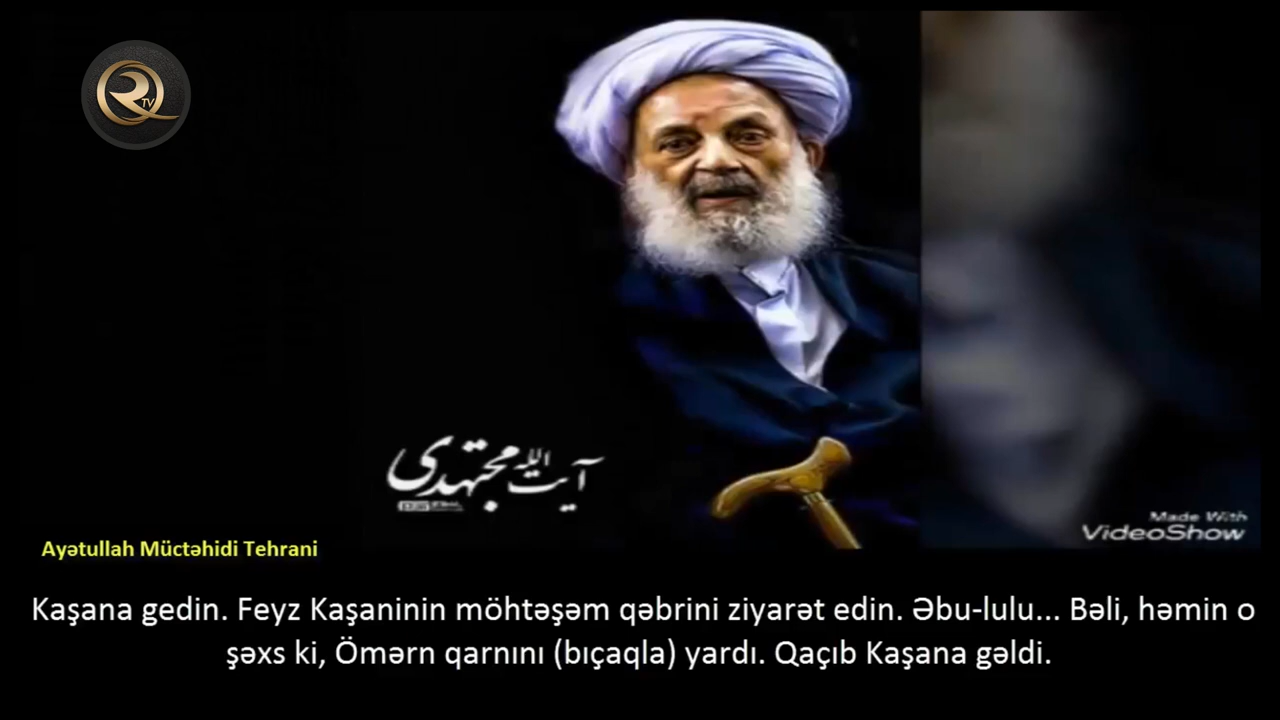 RTV
آیت الله مجتهدی
Made With
VideoShow
Ayətullah Müctəhidi Tehrani
Kaşana gedin. Feyz Kaşaninin möhtəşəm qəbrini ziyarət edin. Əbu-lulu... Bəli, həmin o
şəxs ki, Ömərn qarnını (bıçaqla) yardı. Qaçıb Kaşana gəldi.